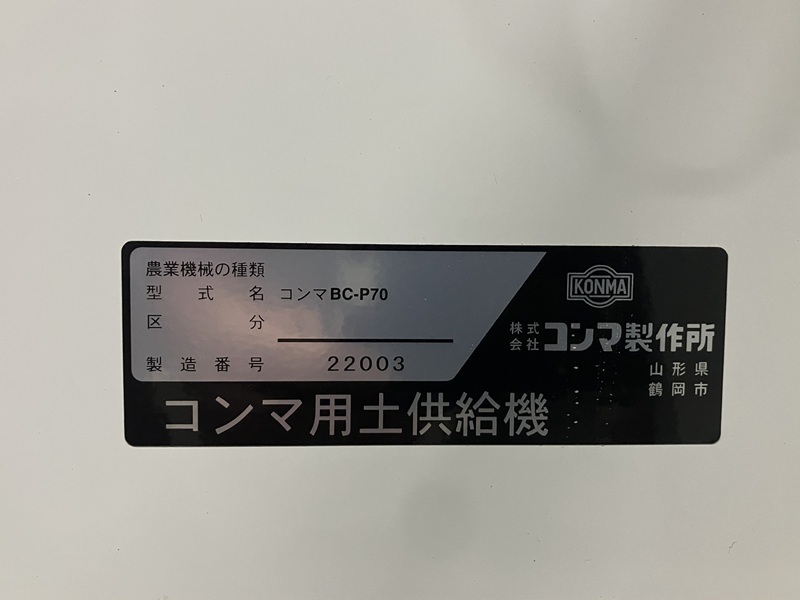 農業機械の種類
型式名 コンマBC-P70
区分
製造番号 22003
コンマ用土供給機
KONMA
株式会社 コンマ製作所
山形県
鶴岡市